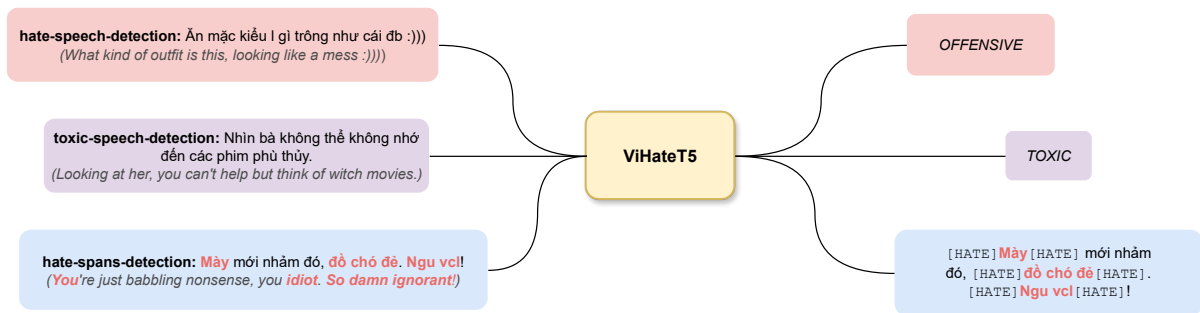 hate-speech-detection: Ăn mặc kiểu l gì trông như cái đb :)))
(What kind of outfit is this, looking like a mess :))))
toxic-speech-detection: Nhìn bà không thể không nhớ
đến các phim phù thủy.
(Looking at her, you can't help but think of witch movies.)
hate-spans-detection: Mày mới nhảm đó, đồ chó đẻ. Ngu vcl!
(You're just babbling nonsense, you idiot. So damn ignorant!)
ViHateT5
OFFENSIVE
TOXIC
[HATE]Mày[HATE] mới nhảm
đó, [HATE]đồ chó đẻ[HATE].
[HATE]Ngu vcl[HATE]!